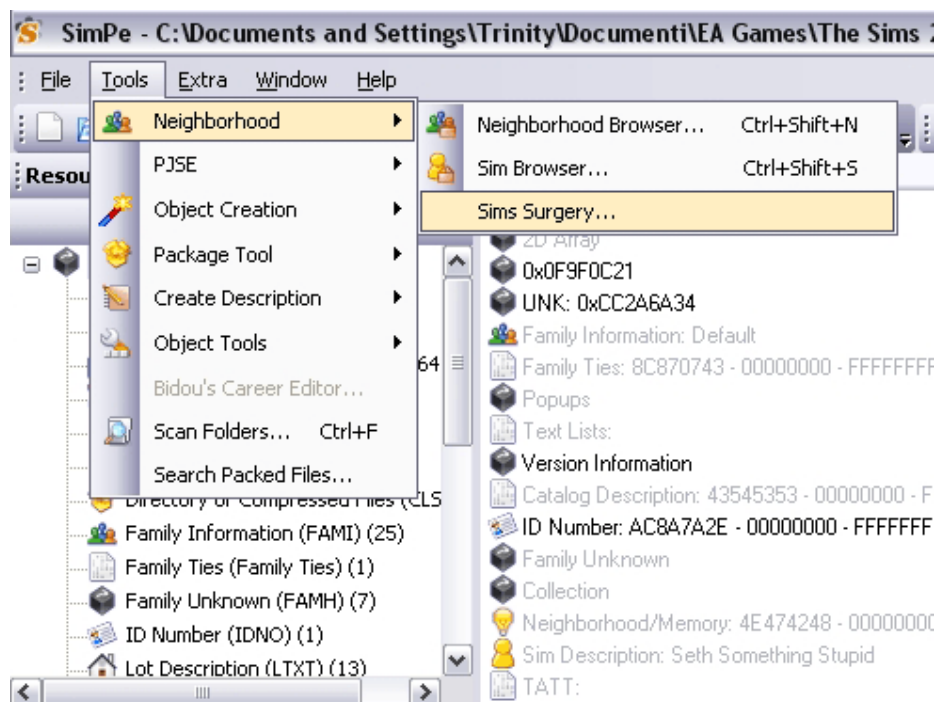 SimPe - C:\Documents and Settings\Trinity\Documenti\EA Games\The Sims 2
File Tools Extra Window Help
Neighborhood
PJSE
Object Creation
Package Tool
Create Description
Object Tools
Bidou's Career Editor...
Scan Folders... Ctrl+F
Search Packed Files...
Neighborhood Browser... Ctrl+Shift+N
Sim Browser... Ctrl+Shift+S
Sims Surgery...
Resou
64
Directory of Compressed Files (CLS
Family Information (FAMI) (25)
Family Ties (Family Ties) (1)
Family Unknown (FAMH) (7)
ID Number (IDNO) (1)
Lot Description (LTXT) (13)
2D Array
0x0F9F0C21
UNK: 0xCC2A6A34
Family Information: Default
Family Ties: 8C870743 - 00000000 - FFFFFFFF
Popups
Text Lists:
Version Information
Catalog Description: 43545353 - 00000000 - F
ID Number: AC8A7A2E - 00000000 - FFFFFFF
Family Unknown
Collection
Neighborhood/Memory: 4E474248 - 00000000
Sim Description: Seth Something Stupid
TATT: